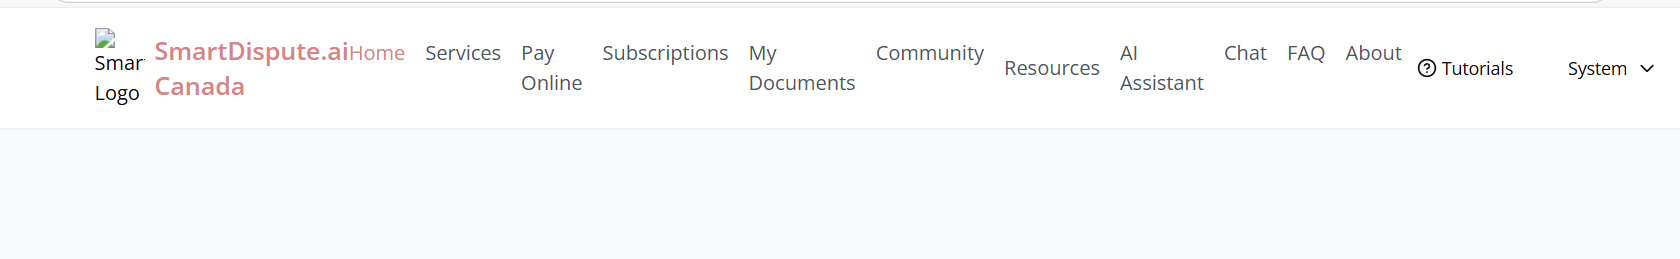 Smar
Logo
SmartDispute.ai
Canada
Home
Services
Pay
Online
Subscriptions
My
Documents
Community
Resources
AI
Assistant
Chat
FAQ
About
Tutorials
System